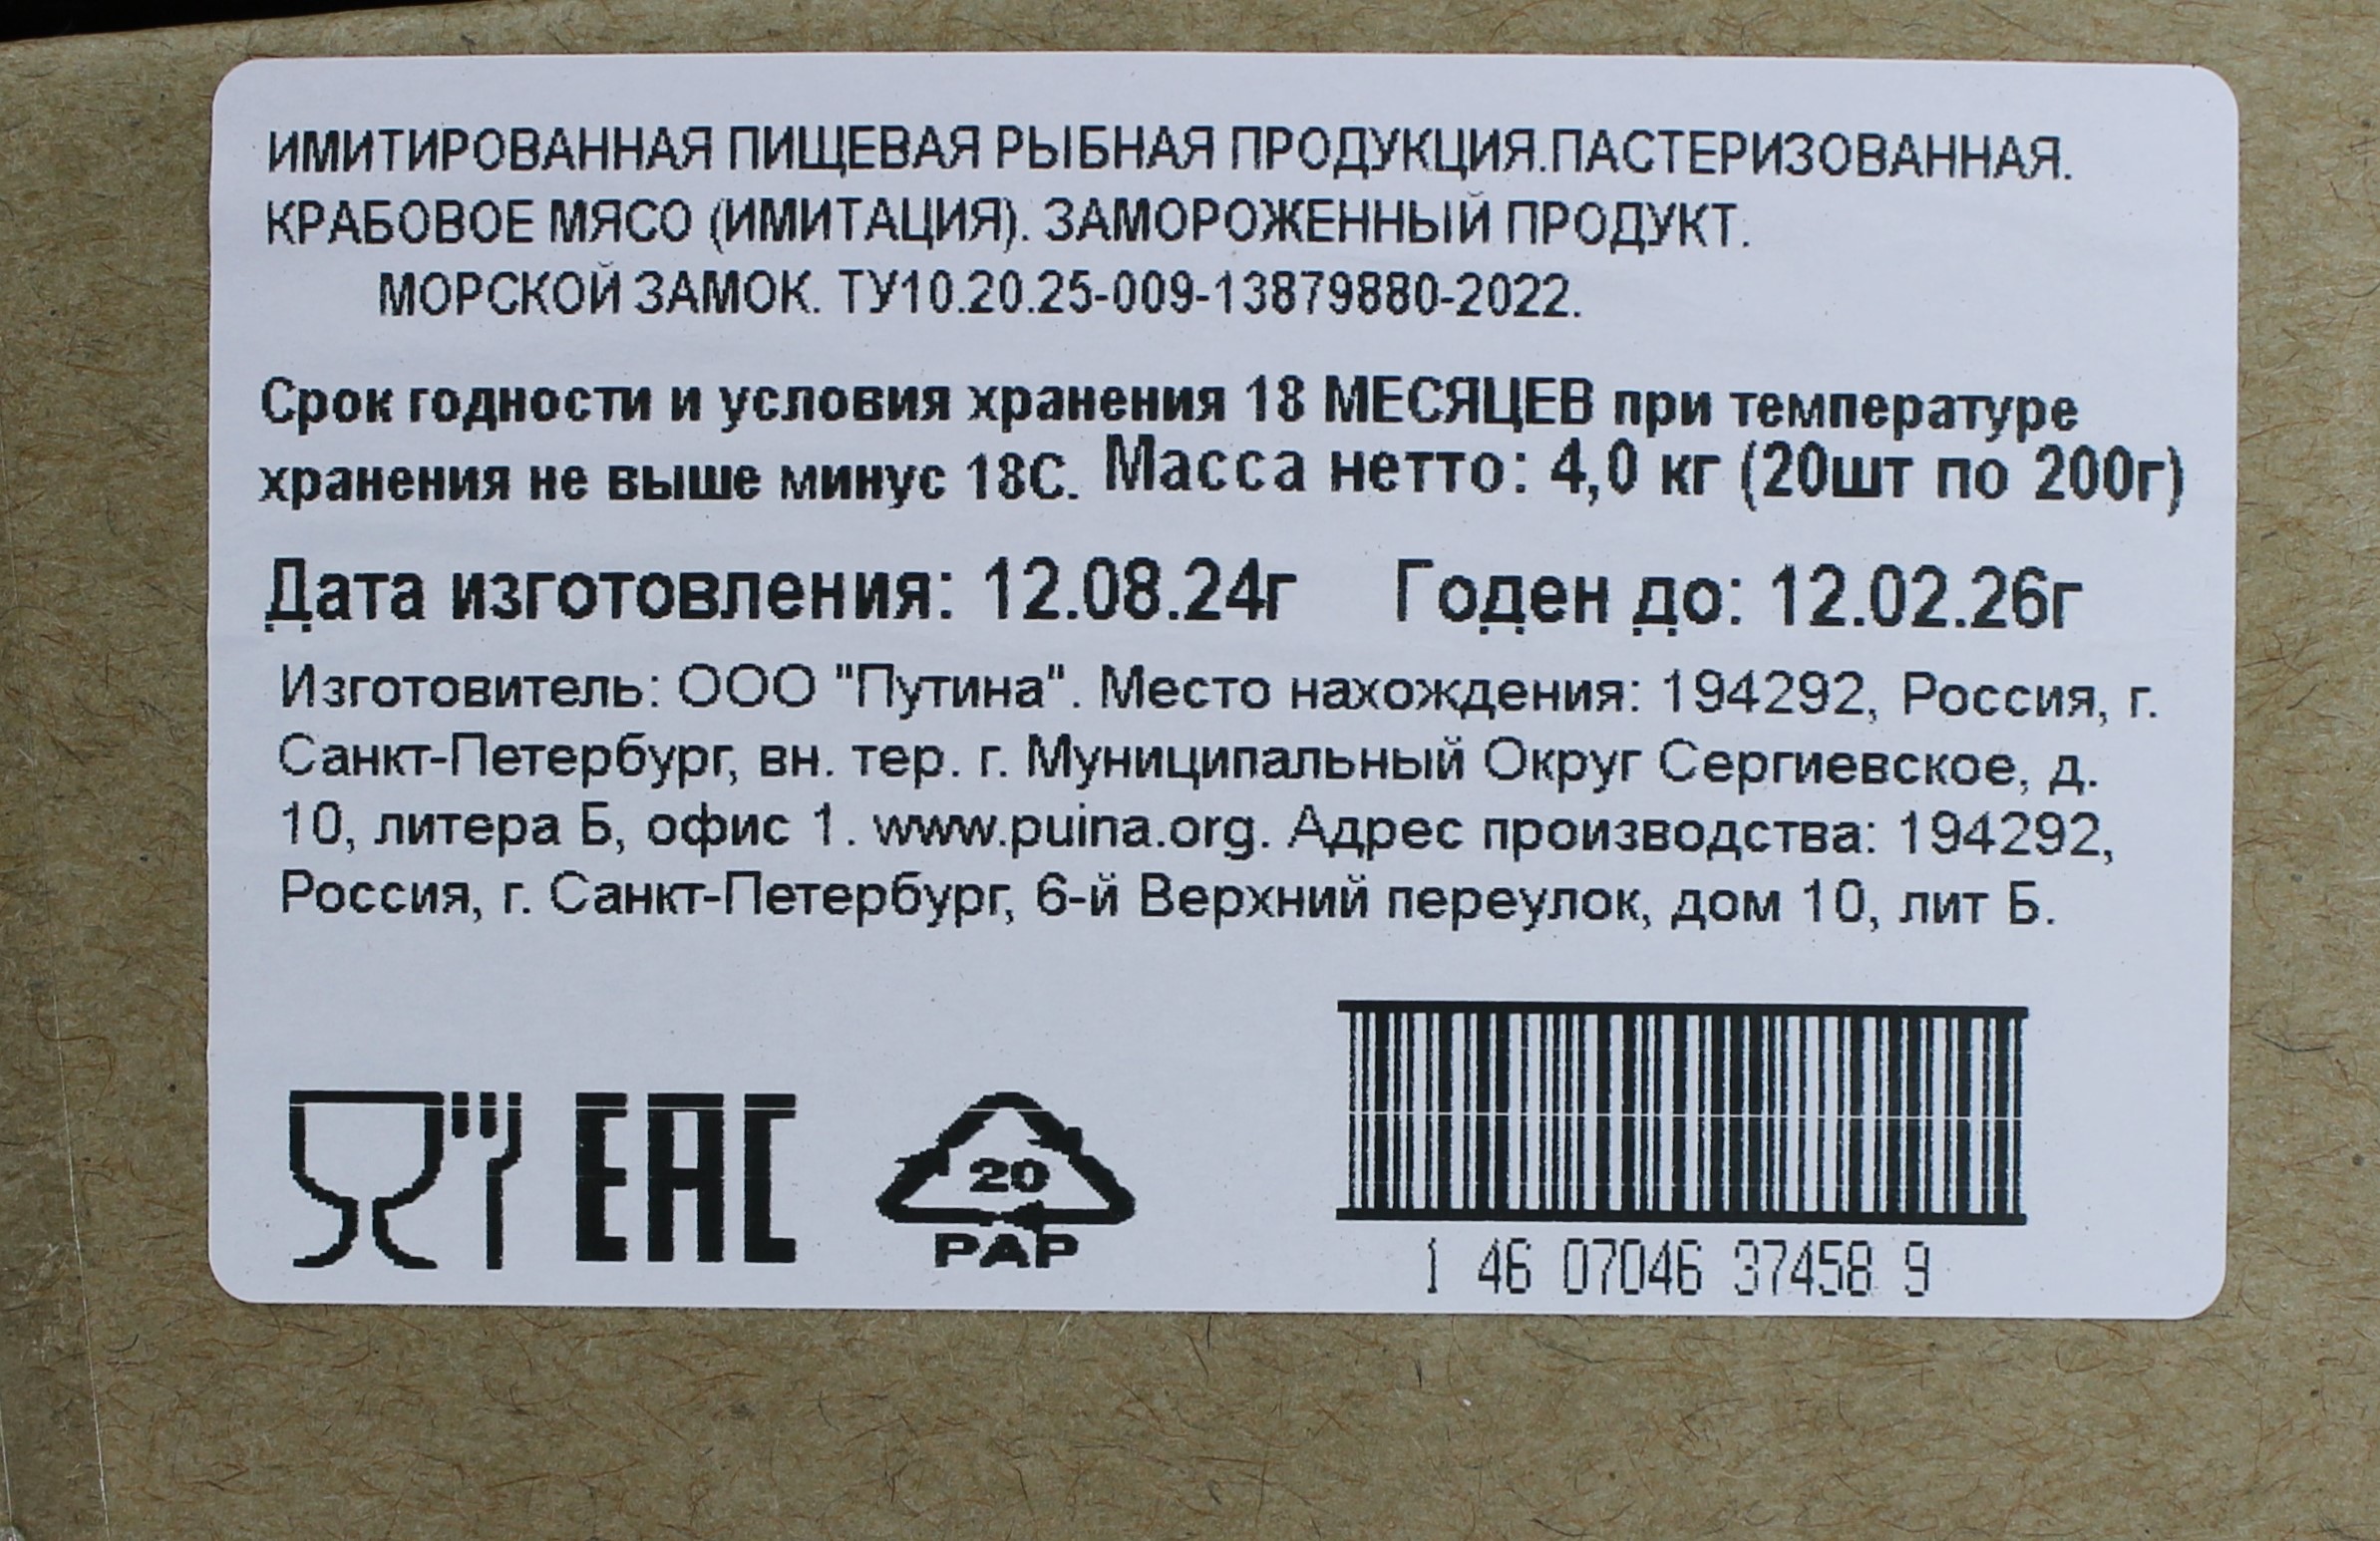 ИМИТИРОВАННАЯ ПИЩЕВАЯ РЫБНАЯ ПРОДУКЦИЯ.ПАСТЕРИЗОВАННАЯ.
КРАБОВОЕ МЯСО (ИМИТАЦИЯ). ЗАМОРОЖЕННЫЙ ПРОДУКТ.
МОРСКОЙ ЗАМОК. ТУ10.20.25-009-13879880-2022.
Срок годности и условия хранения 18 МЕСЯЦЕВ при температуре
хранения не выше минус 18С. Масса нетто: 4,0 кг (20шт по 200г)
Дата изготовления: 12.08.24г Годен до: 12.02.26г
Изготовитель: ООО "Путина". Место нахождения: 194292, Россия, г.
Санкт-Петербург, вн. тер. г. Муниципальный Округ Сергиевское, д.
10, литера Б, офис 1. www.puina.org. Адрес производства: 194292,
Россия, г. Санкт-Петербург, 6-й Верхний переулок, дом 10, лит Б.
EAC
20
PAP
1 46 07046 37458 9